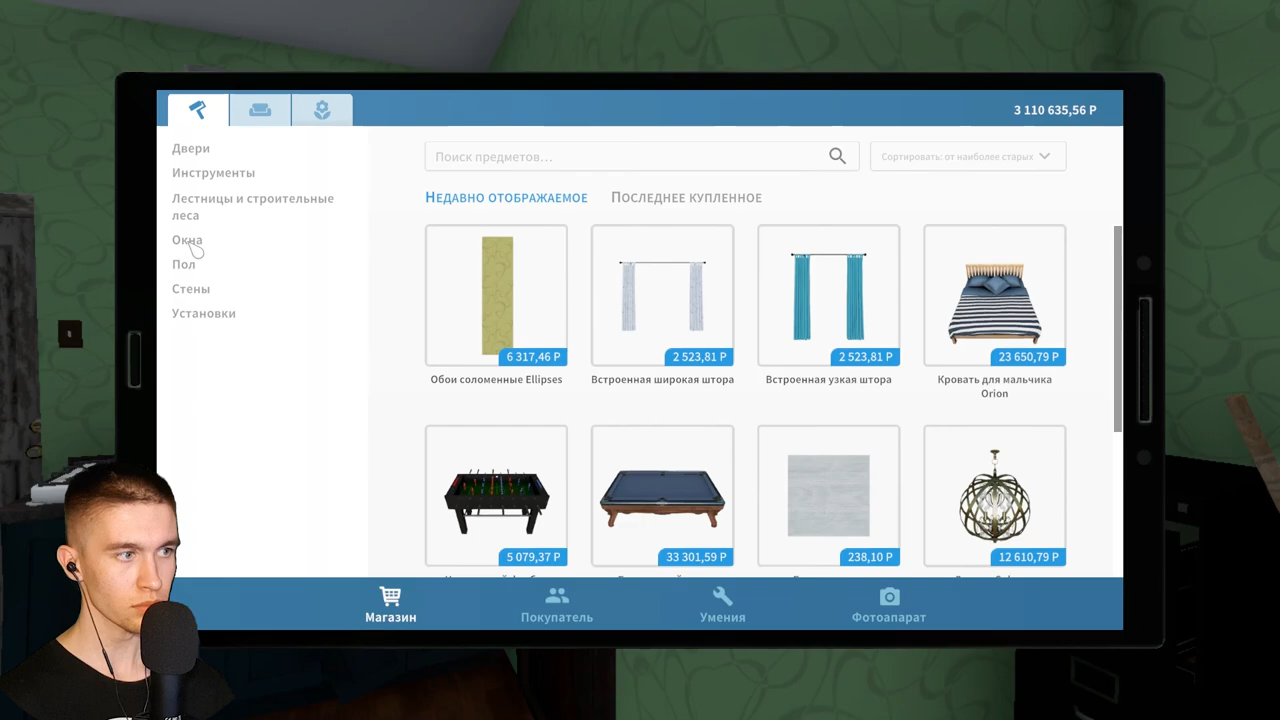 3 110 635,56 Р
Двери
Инструменты
Лестницы и строительные
леса
Окна
Пол
Стены
Установки
Поиск предметов...
Сортировать: от наиболее старых
Недавно отображаемое
Последнее купленное
6 317,46 Р
2 523,81 Р
2 523,81 Р
23 650,79 Р
Обои соломенные Ellipses
Встроенная широкая штора
Встроенная узкая штора
Кровать для мальчика
Orion
5 079,37 Р
33 301,59 Р
238,10 Р
12 610,79 Р
Магазин
Покупатель
Умения
Фотоаппарат